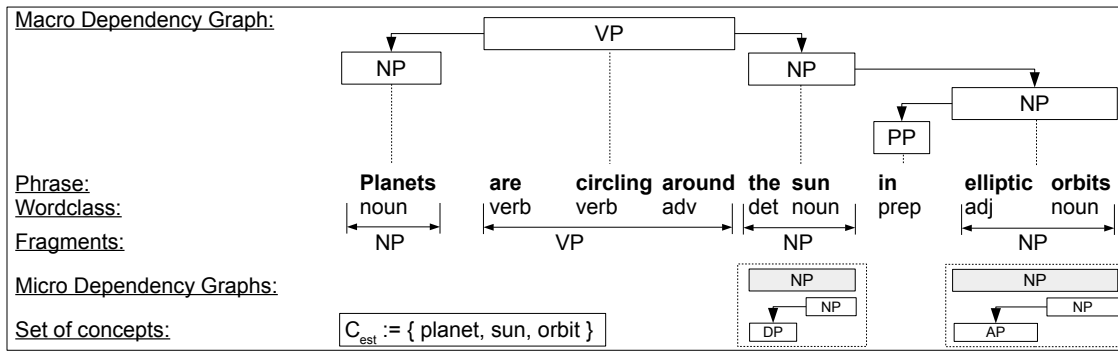 Macro Dependency Graph:
VP
NP NP
NP
PP
Phrase: Planets are circling around the sun in elliptic orbits
Wordclass: noun verb verb adv det noun prep adj noun
Fragments: NP VP NP NP
Micro Dependency Graphs: NP NP
NP NP
Set of concepts: C_est := { planet, sun, orbit } DP AP